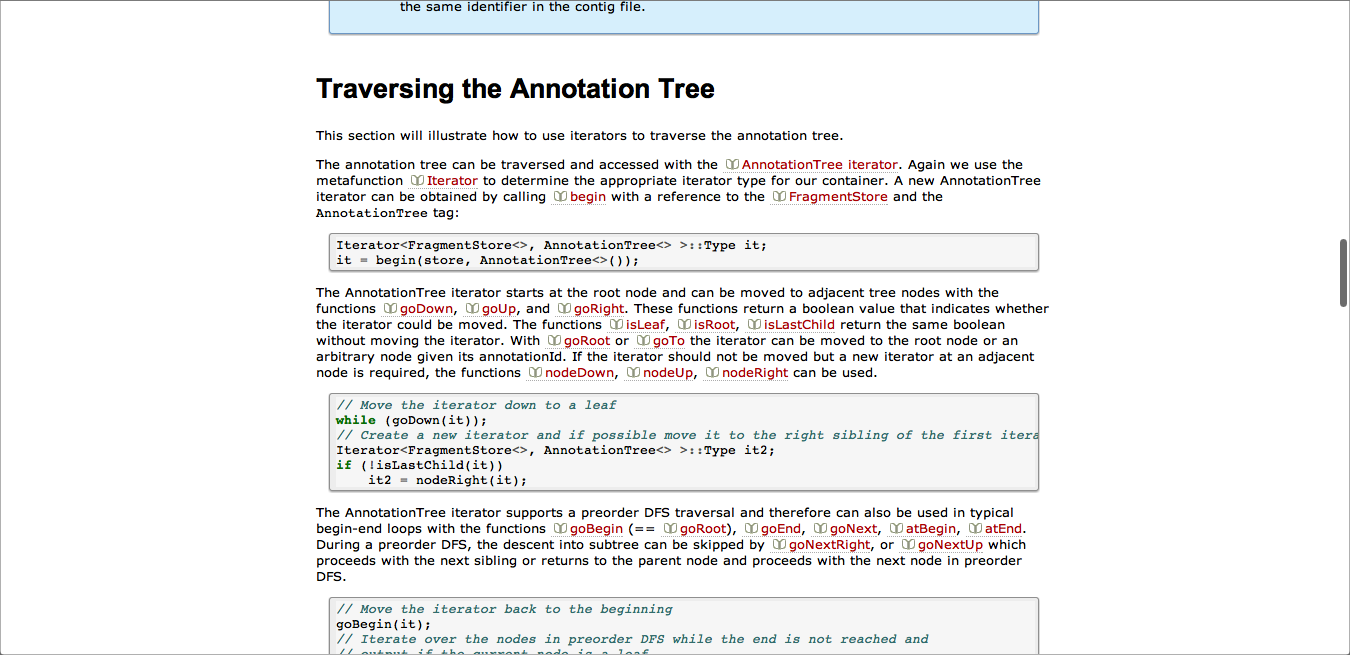 the same identifier in the contig file.
Traversing the Annotation Tree
This section will illustrate how to use iterators to traverse the annotation tree.
The annotation tree can be traversed and accessed with the AnnotationTree iterator. Again we use the
metafunction Iterator to determine the appropriate iterator type for our container. A new AnnotationTree
iterator can be obtained by calling begin with a reference to the FragmentStore and the
AnnotationTree tag:
Iterator<FragmentStore<>, AnnotationTree<> >::Type it;
it = begin(store, AnnotationTree<>());
The AnnotationTree iterator starts at the root node and can be moved to adjacent tree nodes with the
functions goDown, goUp, and goRight. These functions return a boolean value that indicates whether
the iterator could be moved. The functions isLeaf, isRoot, isLastChild return the same boolean
without moving the iterator. With goRoot or goTo the iterator can be moved to the root node or an
arbitrary node given its annotationId. If the iterator should not be moved but a new iterator at an adjacent
node is required, the functions nodeDown, nodeUp, nodeRight can be used.
// Move the iterator down to a leaf
while (goDown(it));
// Create a new iterator and if possible move it to the right sibling of the first itera
Iterator<FragmentStore<>, AnnotationTree<> >::Type it2;
if (!isLastChild(it))
    it2 = nodeRight(it);
The AnnotationTree iterator supports a preorder DFS traversal and therefore can also be used in typical
begin-end loops with the functions goBegin (== goRoot), goEnd, goNext, atBegin, atEnd.
During a preorder DFS, the descent into subtree can be skipped by goNextRight, or goNextUp which
proceeds with the next sibling or returns to the parent node and proceeds with the next node in preorder
DFS.
// Move the iterator back to the beginning
goBegin(it);
// Iterate over the nodes in preorder DFS while the end is not reached and
// output if the current node is a leaf